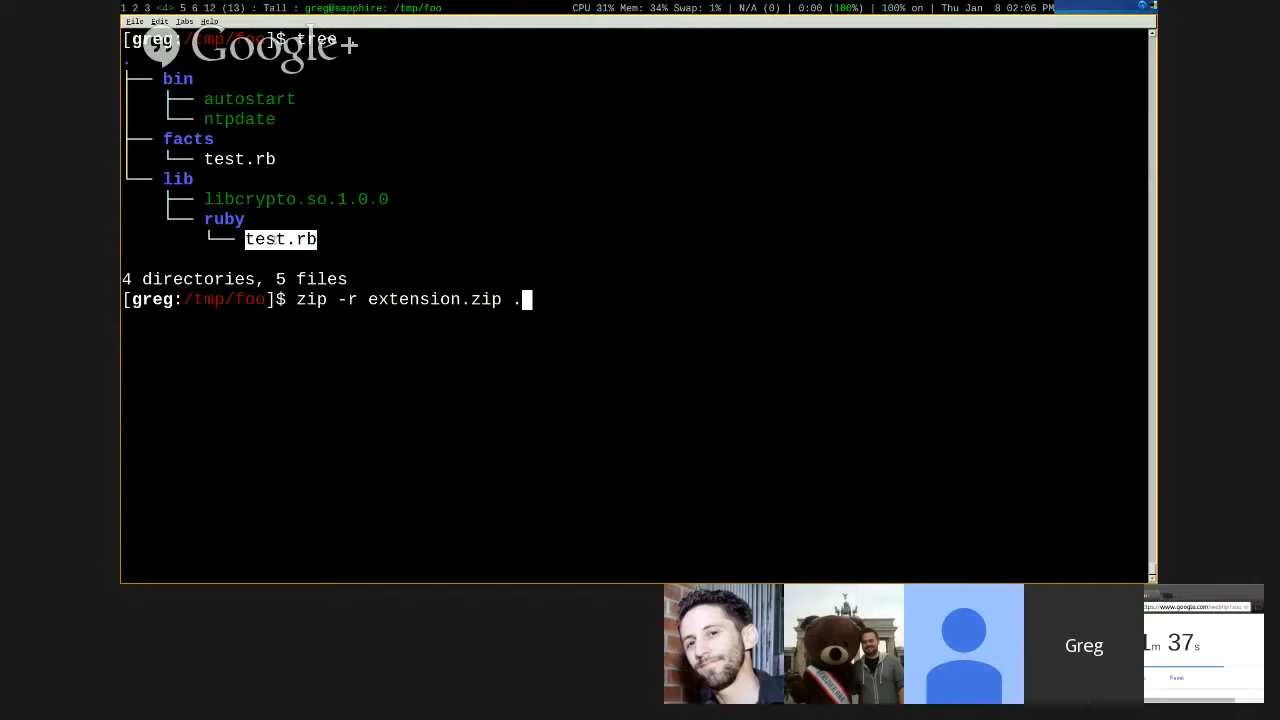 1 2 3 <4> 5 6 12 (13) : Tall : greg@sapphire: /tmp/foo CPU 31% Mem: 34% Swap: 1% | N/A (0) | 0:00 (100%) | 100% on | Thu Jan 8 02:06 PM
File Edit Tabs Help
[greg:/tmp/foo]$ tree
Google+
.
├── bin
│   ├── autostart
│   └── ntpdate
├── facts
│   └── test.rb
└── lib
    ├── libcrypto.so.1.0.0
    └── ruby
        └── test.rb
4 directories, 5 files
[greg:/tmp/foo]$ zip -r extension.zip .
Greg
37s
Reset